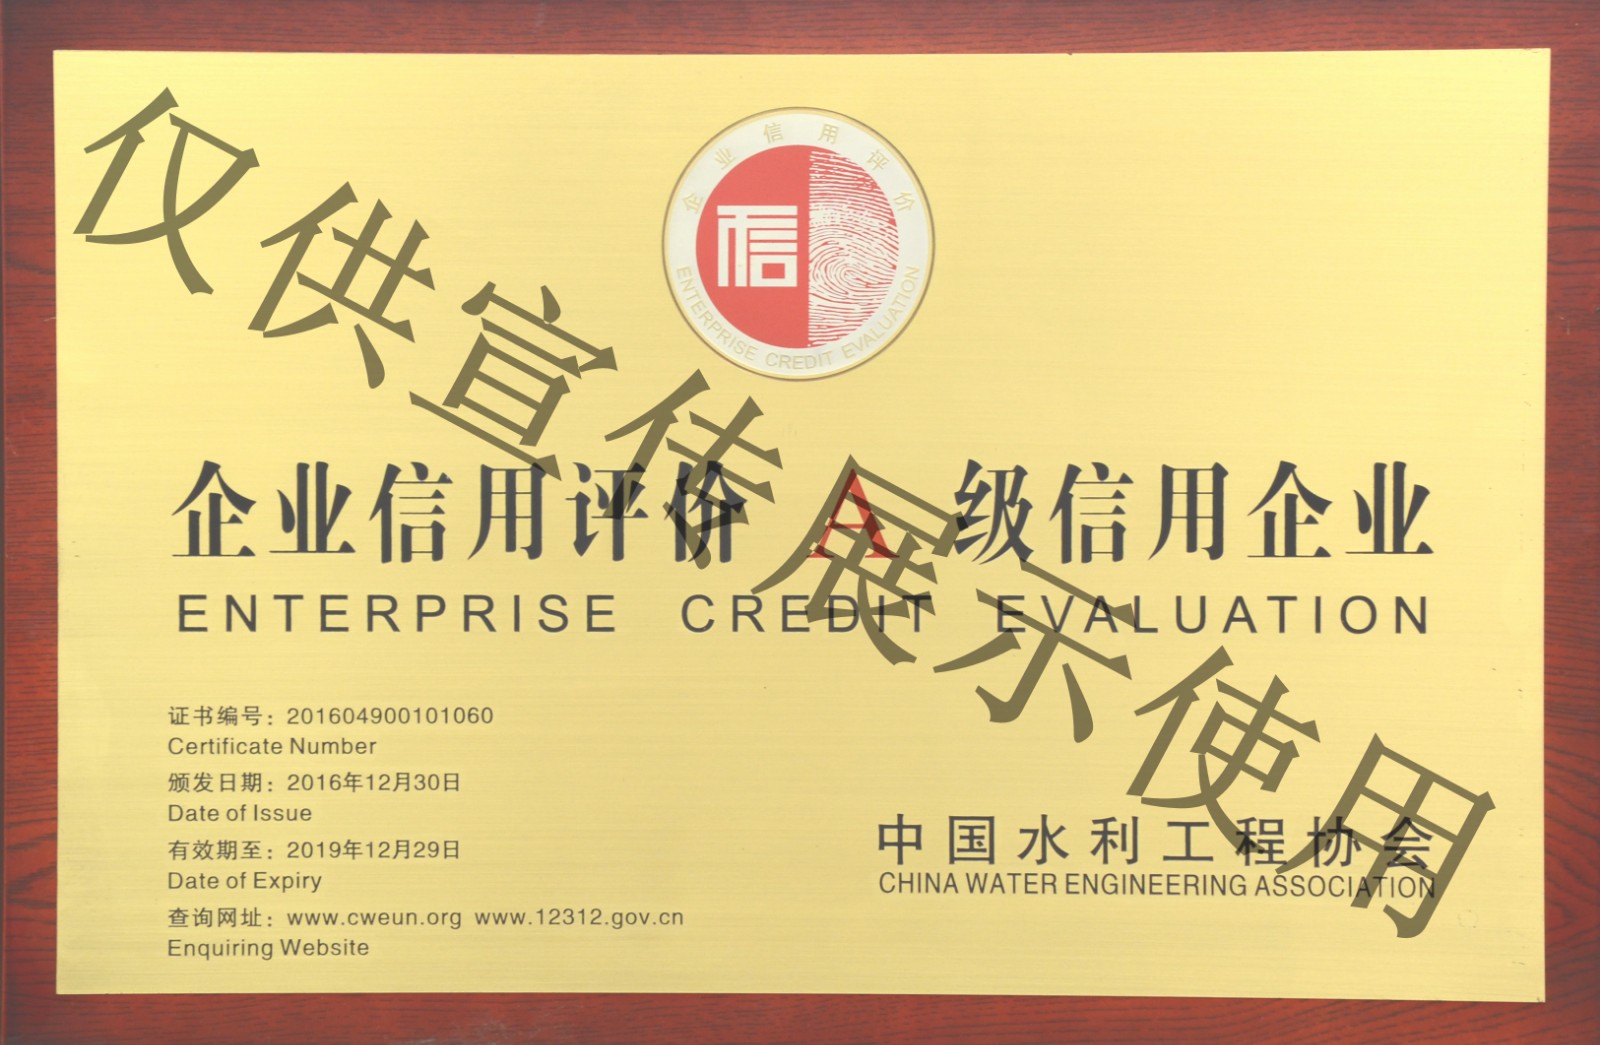 企业信用评价
信
ENTERPRISE CREDIT EVALUATION
企业信用评价 A 级信用企业
ENTERPRISE CREDIT EVALUATION
证书编号：201604900101060
Certificate Number
颁发日期：2016年12月30日
Date of Issue
有效期至：2019年12月29日
Date of Expiry
查询网址：www.cweun.org www.12312.gov.cn
Enquiring Website
中国水利工程协会
CHINA WATER ENGINEERING ASSOCIATION
仅供宣传展示使用